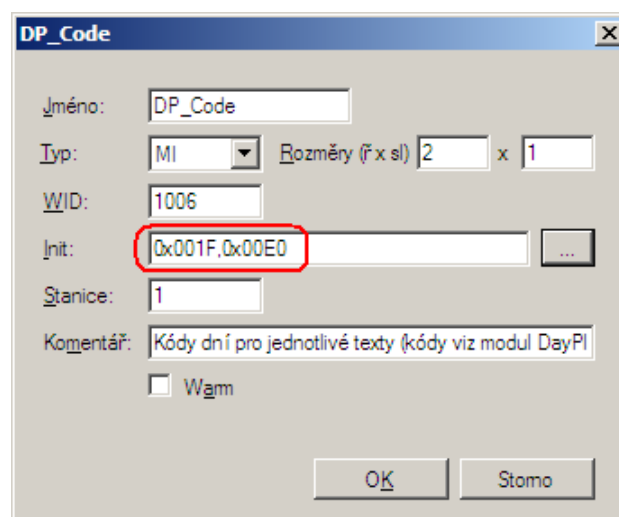 DP_Code
Jméno: DP_Code
Typ: MI Rozměry (ř x sl) 2 x 1
WID: 1006
Init: 0x001F,0x00E0 ...
Stanice: 1
Komentář: Kódy dní pro jednotlivé texty (kódy viz modul DayPl
Warm
OK Storno